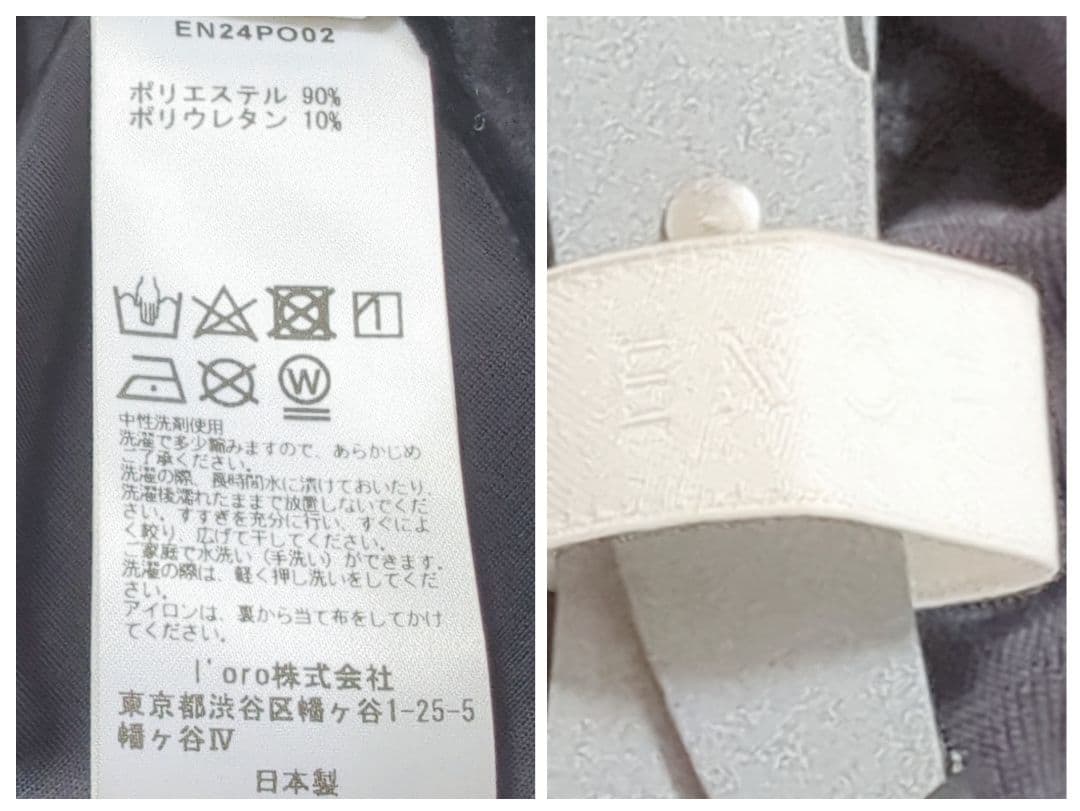 EN24PO02
ポリエステル 90%
ポリウレタン 10%
W
中性洗剤使用
洗濯で多少縮みますので、あらかじめ
ご了承ください。
洗濯の際、長時間水に漬けておいたり
洗濯後濡れたままで放置しないでくだ
さい。すすぎを充分に行い、すぐによ
く絞り、広げて干してください。
ご家庭で水洗い（手洗い）ができます。
洗濯の際は、軽く押し洗いをしてくだ
さい。
アイロンは、裏から当て布をしてかけ
てください。
l'oro株式会社
東京都渋谷区幡ヶ谷1-25-5
幡ヶ谷Ⅳ
日本製